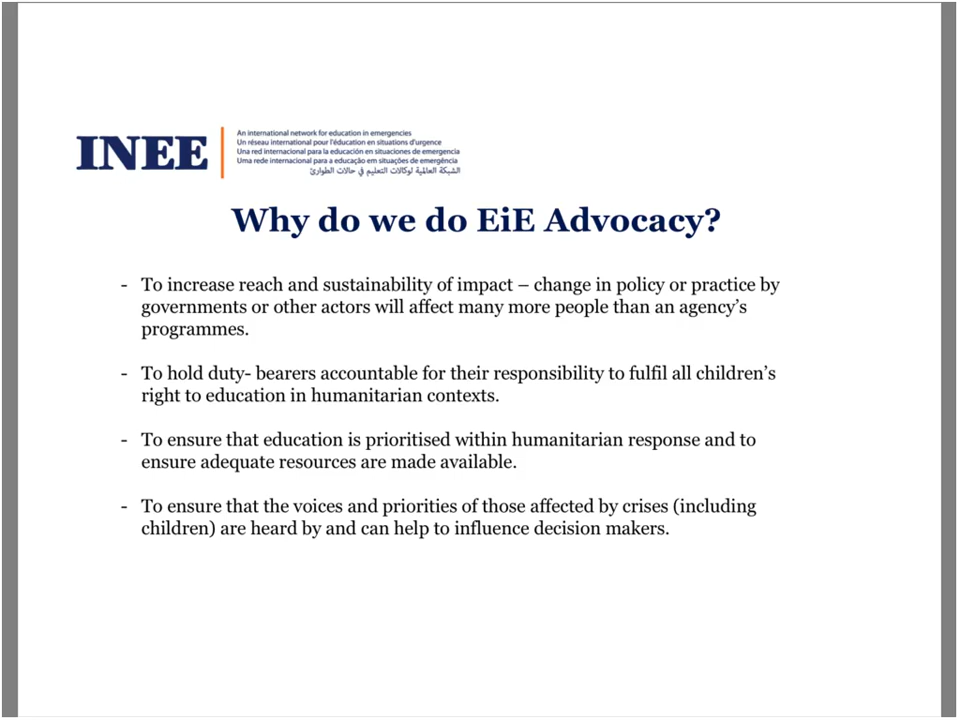 INEE
An international network for education in emergencies
Un réseau international pour l'éducation en situations d'urgence
Una red internacional para la educación en situaciones de emergencia
Uma rede internacional para a educação em situações de emergência
الشبكة العالمية لوكالات التعليم في حالات الطوارئ
Why do we do EiE Advocacy?
- To increase reach and sustainability of impact – change in policy or practice by
governments or other actors will affect many more people than an agency's
programmes.
- To hold duty- bearers accountable for their responsibility to fulfil all children's
right to education in humanitarian contexts.
- To ensure that education is prioritised within humanitarian response and to
ensure adequate resources are made available.
- To ensure that the voices and priorities of those affected by crises (including
children) are heard by and can help to influence decision makers.